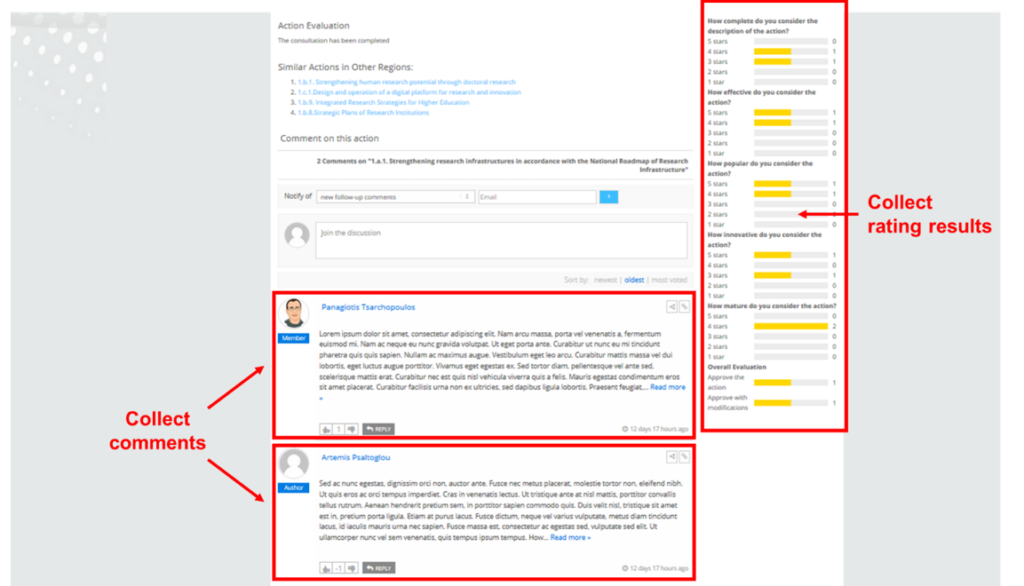 Action Evaluation
The consultation has been completed
Similar Actions in Other Regions:
1. 1.b.1. Strengthening human research potential through doctoral research
2. 1.c.1.Design and operation of a digital platform for research and innovation
3. 1.b.9. Integrated Research Strategies for Higher Education
4. 1.b.8.Strategic Plans of Research Institutions
Comment on this action
2 Comments on "1.a.1. Strengthening research infrastructures in accordance with the National Roadmap of Research
Infrastructure"
Notify of new follow-up comments Email
Join the discussion
Sort by: newest | oldest | most voted
Panagiotis Tsarchopoulos
Member
Lorem ipsum dolor sit amet, consectetur adipiscing elit. Nam arcu massa, porta vel venenatis a, fermentum
euismod mi. Nam ac neque eu nunc gravida volutpat. Ut eget porta ante. Curabitur ut nunc eu mi tincidunt
pharetra quis quis sapien. Nullam ac maximus augue. Vestibulum eget leo arcu. Curabitur mattis massa vel dui
lobortis, eget luctus augue porttitor. Vivamus eget egestas ex. Sed tortor diam, pellentesque vel ante sed,
scelerisque mattis erat. Curabitur nec est quis nisl vehicula viverra quis a felis. Mauris egestas condimentum eros
sit amet placerat. Curabitur facilisis urna non ex ultricies, sed dapibus ligula lobortis. Praesent feugiat,... Read more
»
1 REPLY 12 days 17 hours ago
Artemis Psaltoglou
Author
Sed ac nunc egestas, dignissim orci non, auctor ante. Fusce nec metus placerat, molestie tortor non, eleifend nibh.
Ut quis eros ac orci tempus imperdiet. Cras in venenatis lectus. Ut tristique ante at nisl mattis, porttitor convallis
tellus rutrum. Aenean hendrerit pretium sem, in porttitor sapien commodo quis. Duis velit nisl, tristique sit amet
est in, pretium porta ligula. Etiam at purus lacus. Fusce dictum, neque vel varius vulputate, metus diam tincidunt
lacus, id iaculis mauris urna nec sapien. Fusce massa est, consectetur ac egestas sed, vulputate sed elit. Ut
ullamcorper nunc vel sem venenatis, quis tempus ipsum tempus. How... Read more »
-1 REPLY 12 days 17 hours ago
How complete do you consider the
description of the action?
5 stars 0
4 stars 1
3 stars 1
2 stars 0
1 star 0
How effective do you consider the
action?
5 stars 1
4 stars 1
3 stars 0
2 stars 0
1 star 0
How popular do you consider the
action?
5 stars 1
4 stars 1
3 stars 0
2 stars
1 star 0
How innovative do you consider the
action?
5 stars 1
4 stars 0
3 stars 1
2 stars 0
1 star 0
How mature do you consider the action?
5 stars 0
4 stars 2
3 stars 0
2 stars 0
1 star 0
Overall Evaluation
Approve the
action 1
Approve with
modifications 1
Collect
rating results
Collect
comments